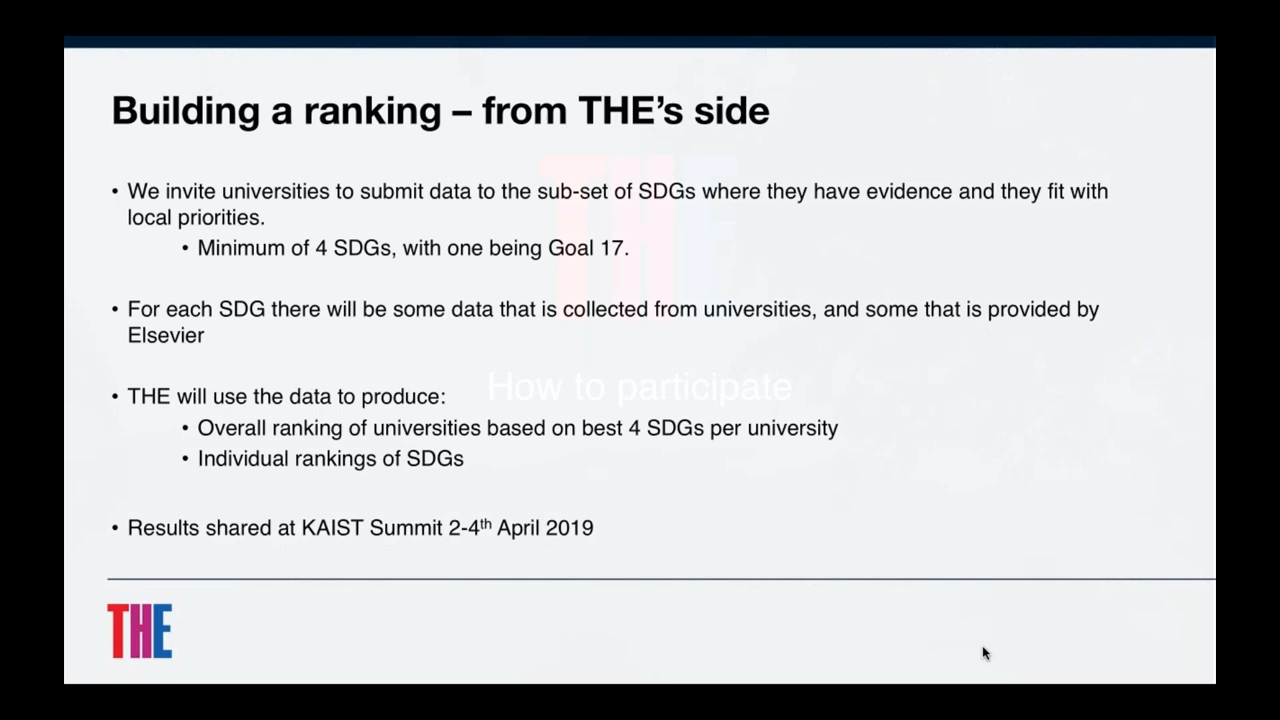 Building a ranking – from THE’s side
• We invite universities to submit data to the sub-set of SDGs where they have evidence and they fit with
local priorities.
• Minimum of 4 SDGs, with one being Goal 17.
• For each SDG there will be some data that is collected from universities, and some that is provided by
Elsevier
How to participate
• THE will use the data to produce:
• Overall ranking of universities based on best 4 SDGs per university
• Individual rankings of SDGs
• Results shared at KAIST Summit 2-4th April 2019
THE
THE